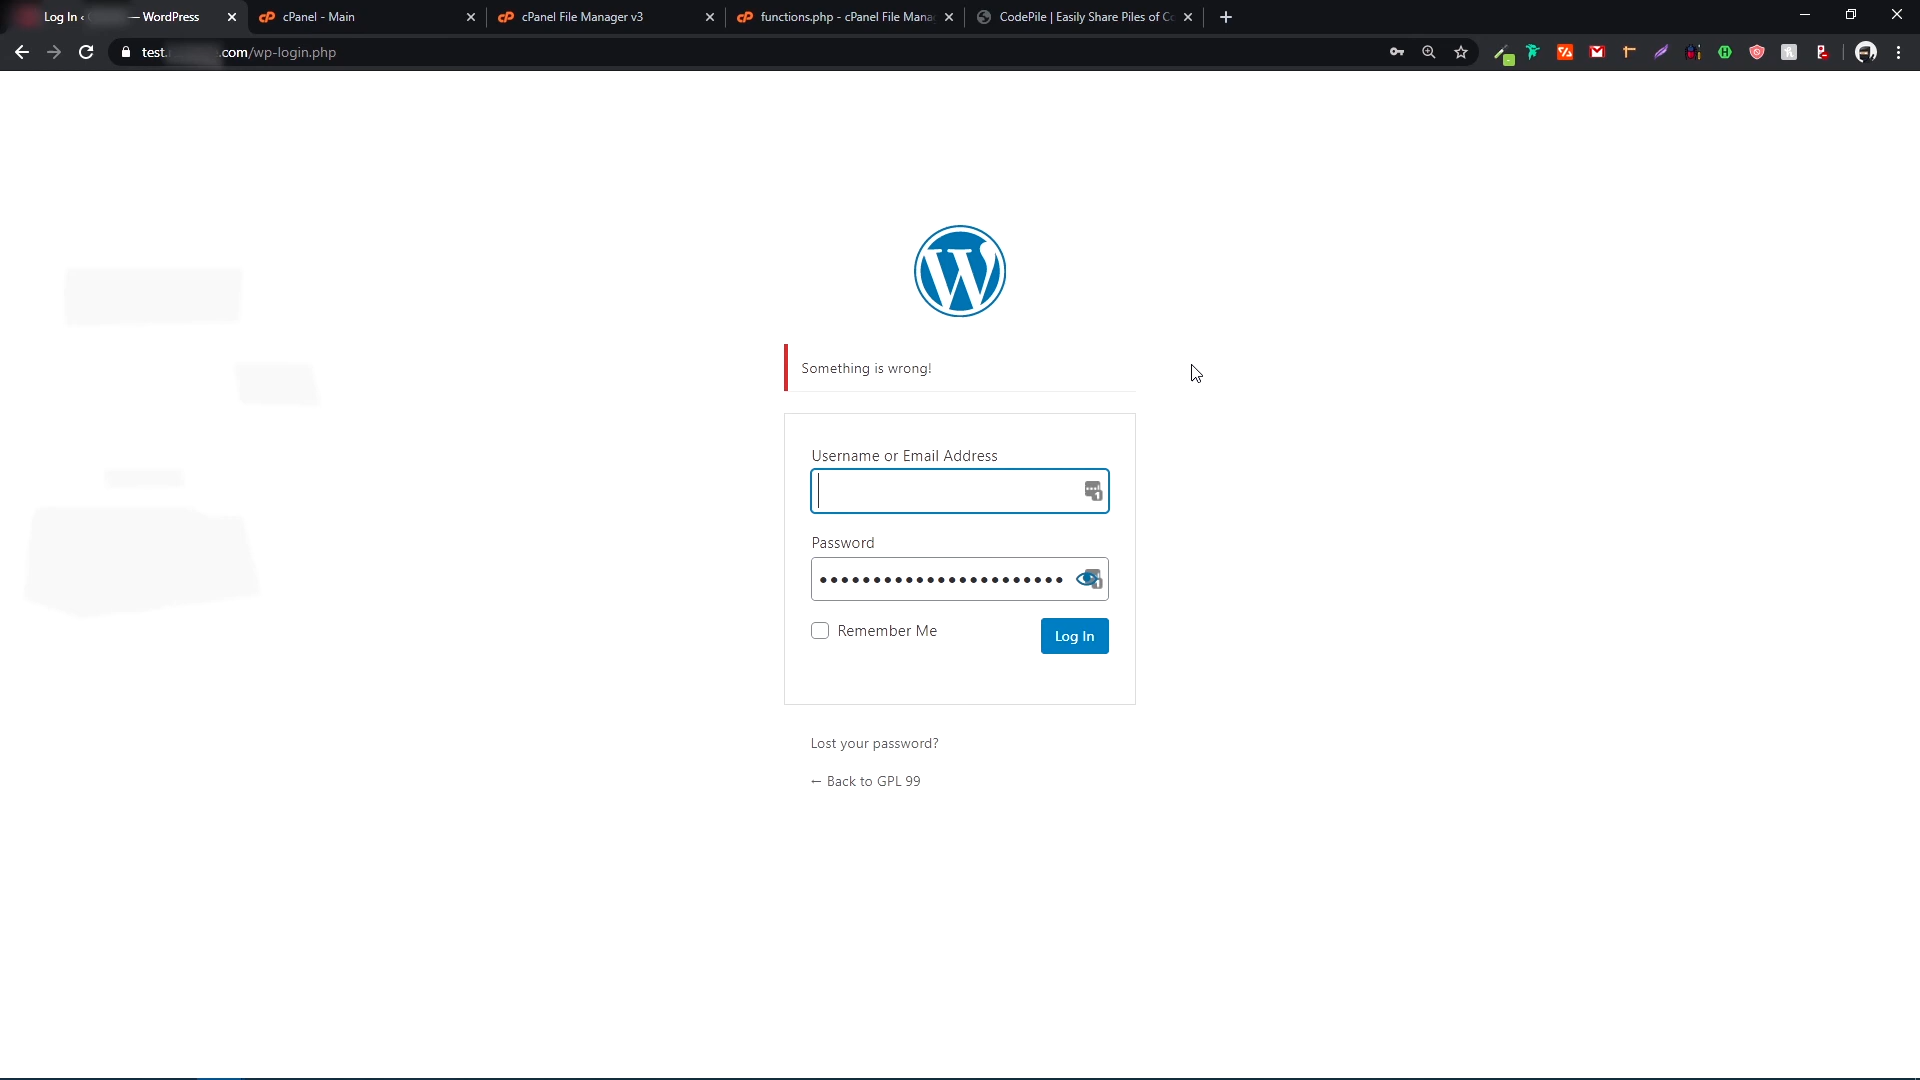 Log In ‹ — WordPress
cPanel - Main
cPanel File Manager v3
functions.php - cPanel File Mana
CodePile | Easily Share Piles of Co
test. .com/wp-login.php
Something is wrong!
Username or Email Address
Password
Remember Me
Log In
Lost your password?
← Back to GPL 99